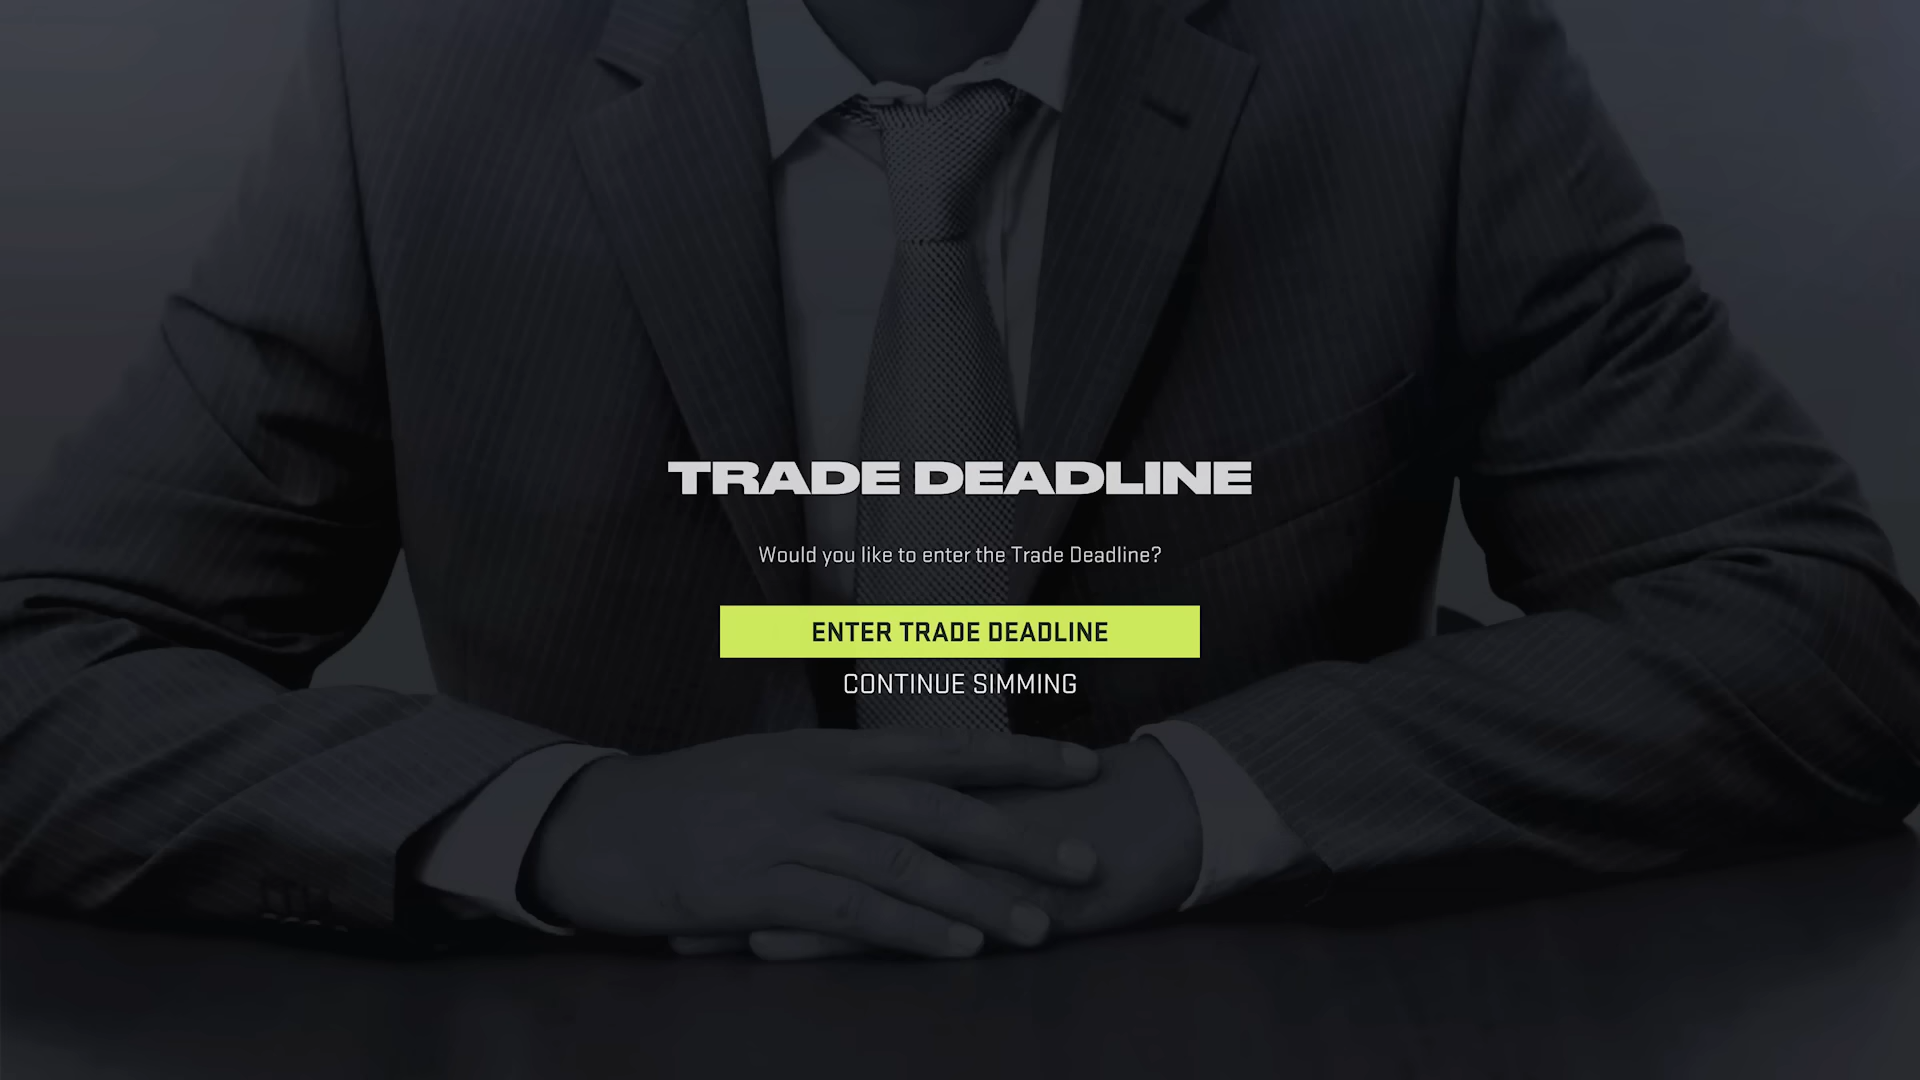 TRADE DEADLINE
Would you like to enter the Trade Deadline?
ENTER TRADE DEADLINE
CONTINUE SIMMING